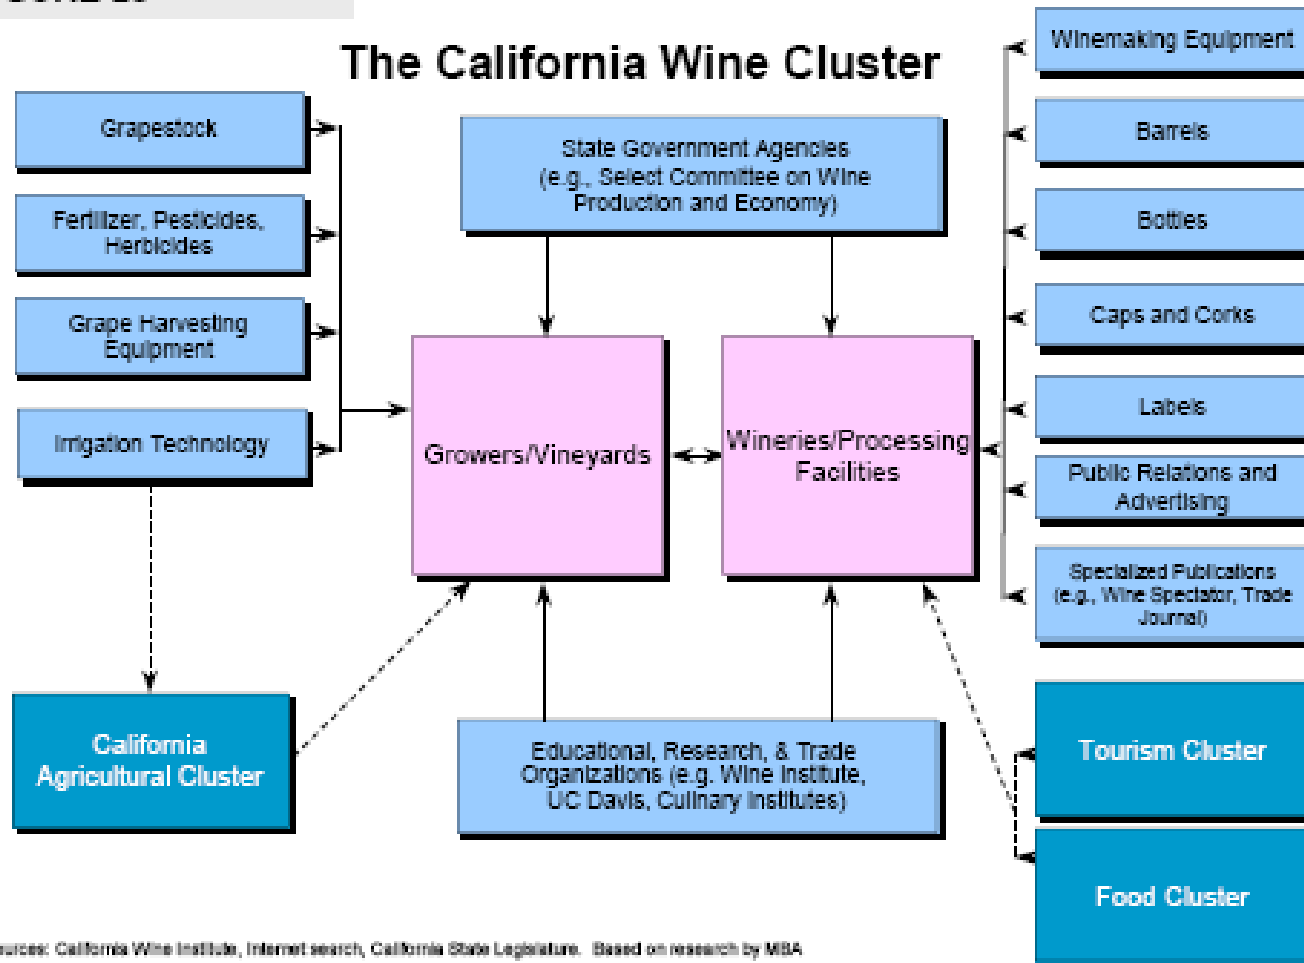 The California Wine Cluster
Grapestock
Fertilizer, Pesticides,
Herbicides
Grape Harvesting
Equipment
Irrigation Technology
State Government Agencies
(e.g., Select Committee on Wine
Production and Economy)
Growers/Vineyards
Wineries/Processing
Facilities
Winemaking Equipment
Barrels
Bottles
Caps and Corks
Labels
Public Relations and
Advertising
Specialized Publications
(e.g., Wine Spectator, Trade
Journal)
California
Agricultural Cluster
Educational, Research, & Trade
Organizations (e.g. Wine Institute,
UC Davis, Culinary Institutes)
Tourism Cluster
Food Cluster
urces: California Wine Institute, Internet search, California State Legislature. Based on research by MBA